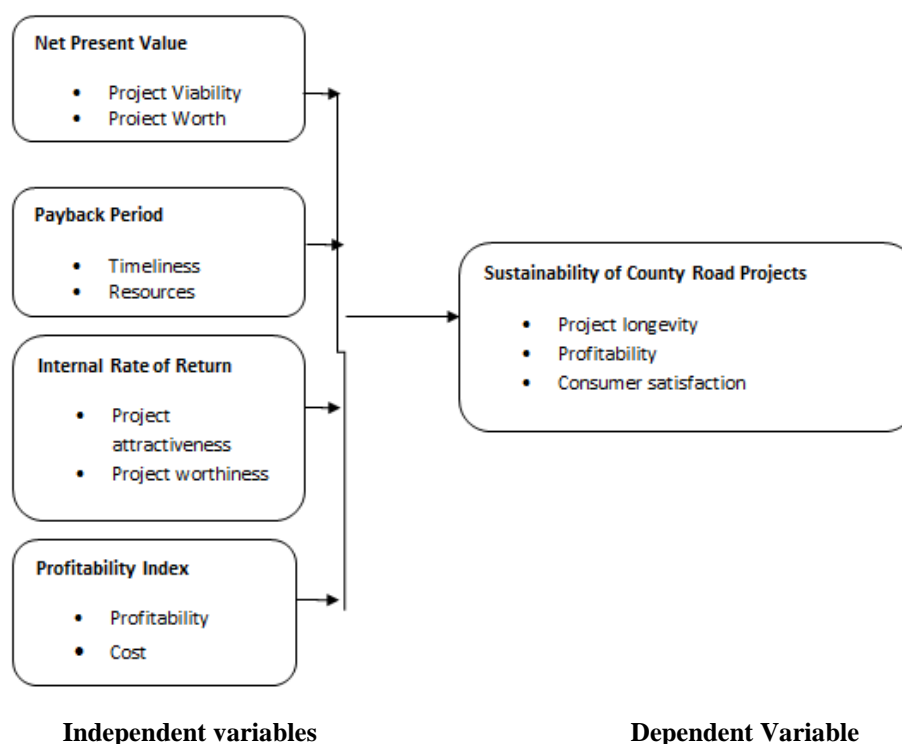 Net Present Value
• Project Viability
• Project Worth
Payback Period
• Timeliness
• Resources
Internal Rate of Return
• Project
attractiveness
• Project worthiness
Profitability Index
• Profitability
• Cost
Sustainability of County Road Projects
• Project longevity
• Profitability
• Consumer satisfaction
Independent variables
Dependent Variable